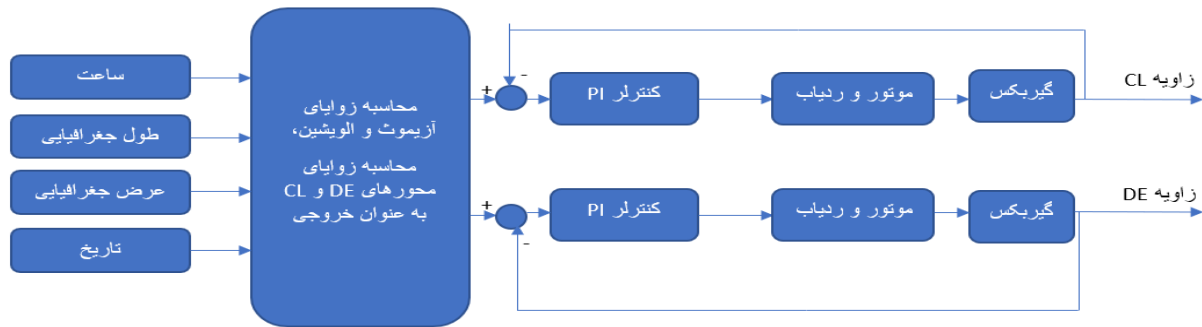 ساعت
طول جغرافیایی
عرض جغرافیایی
تاریخ
محاسبه زوایای
آزیموث و الویشین،
محاسبه زوایای
محورهای DE و CL
به عنوان خروجی
+
-
کنترلر PI
موتور و ردیاب
گیربکس
زاویه CL
+
-
کنترلر PI
موتور و ردیاب
گیربکس
زاویه DE